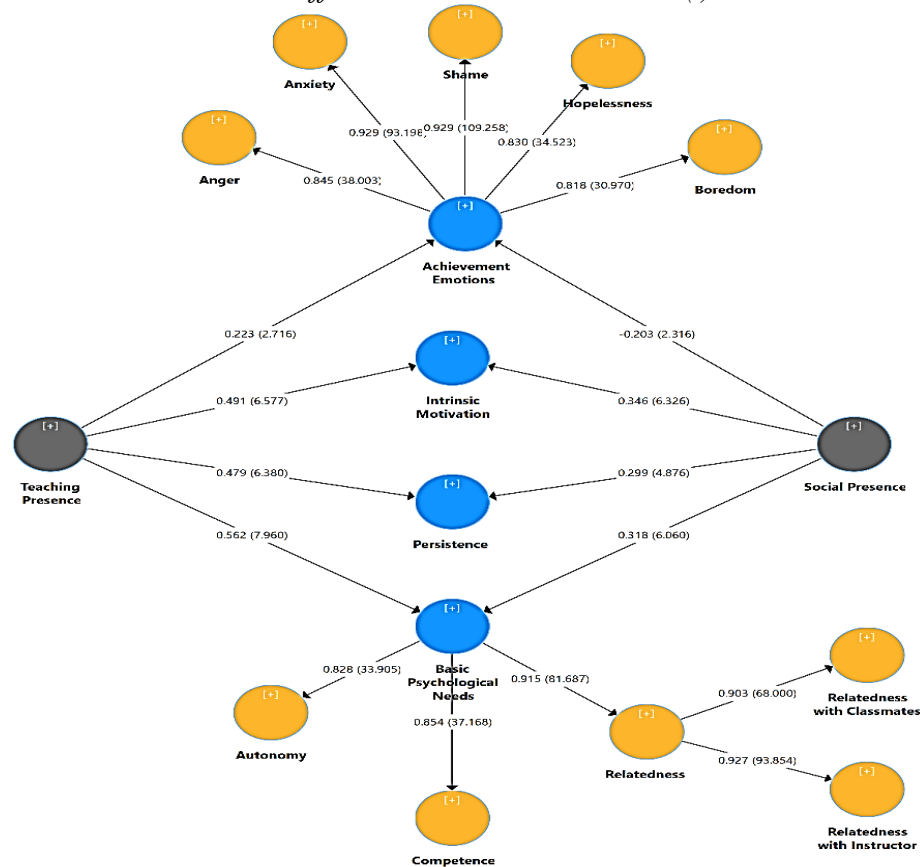 [+]
[+]
[+]
Anxiety
Shame
Hopelessness
[+]
[+]
0.929 (93.198
0.929 (109.258)
0.830 (34.523)
Anger
0.845 (38.003)
0.818 (30.970)
Boredom
[+]
Achievement
Emotions
0.223 (2.716)
-0.203 (2.316)
[+]
Intrinsic
Motivation
0.491 (6.577)
0.346 (6.326)
[+]
[+]
Teaching
Presence
Social Presence
0.479 (6.380)
0.299 (4.876)
[+]
Persistence
0.562 (7.960)
0.318 (6.060)
[+]
Basic
Psychological
Needs
0.828 (33.905)
0.915 (81.687)
0.854 (37.168)
[+]
Autonomy
[+]
Relatedness
0.903 (68.000)
0.927 (93.854)
[+]
Relatedness
with Classmates
[+]
Competence
[+]
Relatedness
with Instructor